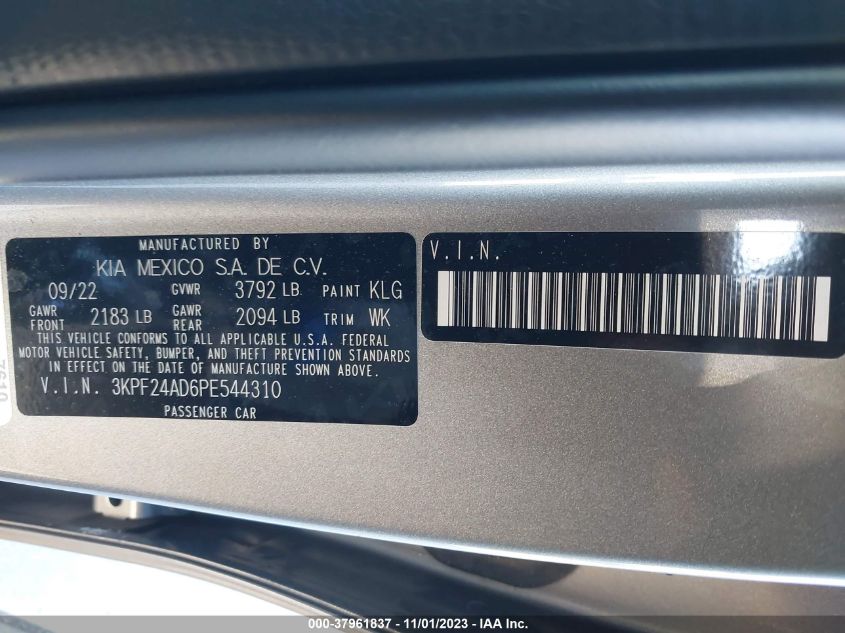 MANUFACTURED BY
KIA MEXICO S.A. DE C.V.
09/22 GVWR 3792 LB PAINT KLG
GAWR FRONT 2183 LB GAWR REAR 2094 LB TRIM WK
THIS VEHICLE CONFORMS TO ALL APPLICABLE U.S.A. FEDERAL
MOTOR VEHICLE SAFETY, BUMPER, AND THEFT PREVENTION STANDARDS
IN EFFECT ON THE DATE OF MANUFACTURE SHOWN ABOVE.
V.I.N. 3KPF24AD6PE544310
PASSENGER CAR
V.I.N.
7610
000-37961837 - 11/01/2023 - IAA.